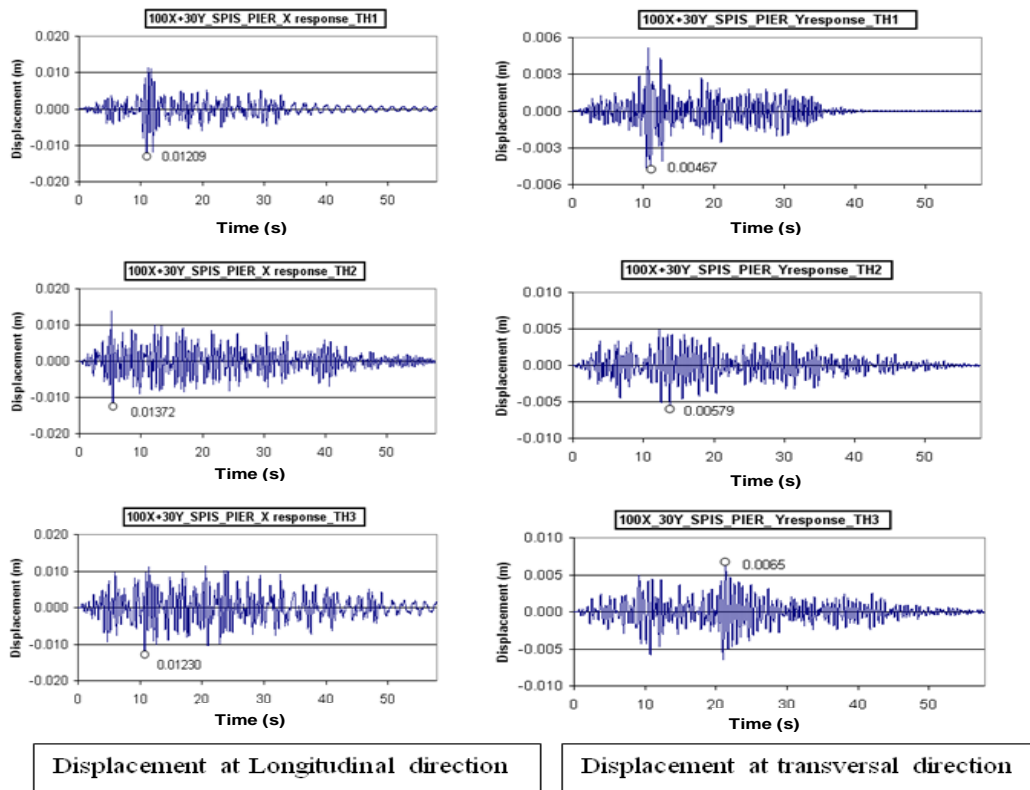 100X+30Y_SPIS_PIER_X response_TH1
Displacement (m)
0.020
0.010
0.000
-0.010
-0.020
0.01209
0 10 20 30 40 50
Time (s)
100X+30Y_SPIS_PIER_Yresponse_TH1
Displacement (m)
0.006
0.003
0.000
-0.003
-0.006
0.00467
0 10 20 30 40 50
Time (s)
100X+30Y_SPIS_PIER_X response_TH2
Displacement (m)
0.020
0.010
0.000
-0.010
-0.020
0.01372
0 10 20 30 40 50
Time (s)
100X+30Y_SPIS_PIER_Yresponse_TH2
Displacement (m)
0.010
0.005
0.000
-0.005
-0.010
0.00579
0 10 20 30 40 50
Time (s)
100X+30Y_SPIS_PIER_X response_TH3
Displacement (m)
0.020
0.010
0.000
-0.010
-0.020
0.01230
0 10 20 30 40 50
Time (s)
100X_30Y_SPIS_PIER_ Yresponse_TH3
Displacement (m)
0.010
0.005
0.000
-0.005
-0.010
0.0065
0 10 20 30 40 50
Time (s)
Displacement at Longitudinal direction
Displacement at transversal direction